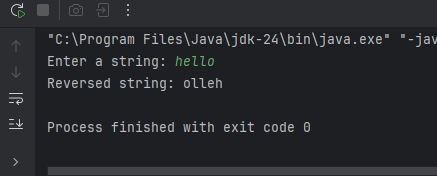 "C:\Program Files\Java\jdk-24\bin\java.exe" "-jav
Enter a string: hello
Reversed string: olleh
Process finished with exit code 0